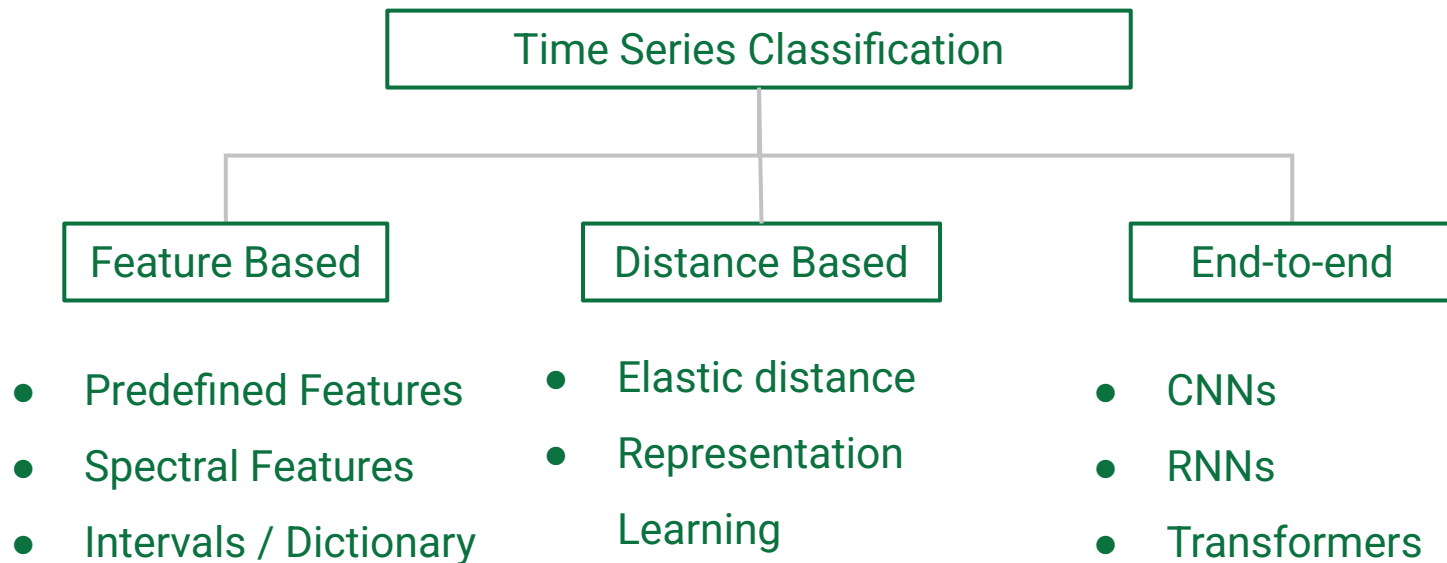 Time Series Classification
Feature Based
Distance Based
End-to-end
● Predefined Features
● Spectral Features
● Intervals / Dictionary
● Elastic distance
● Representation
Learning
● CNNs
● RNNs
● Transformers